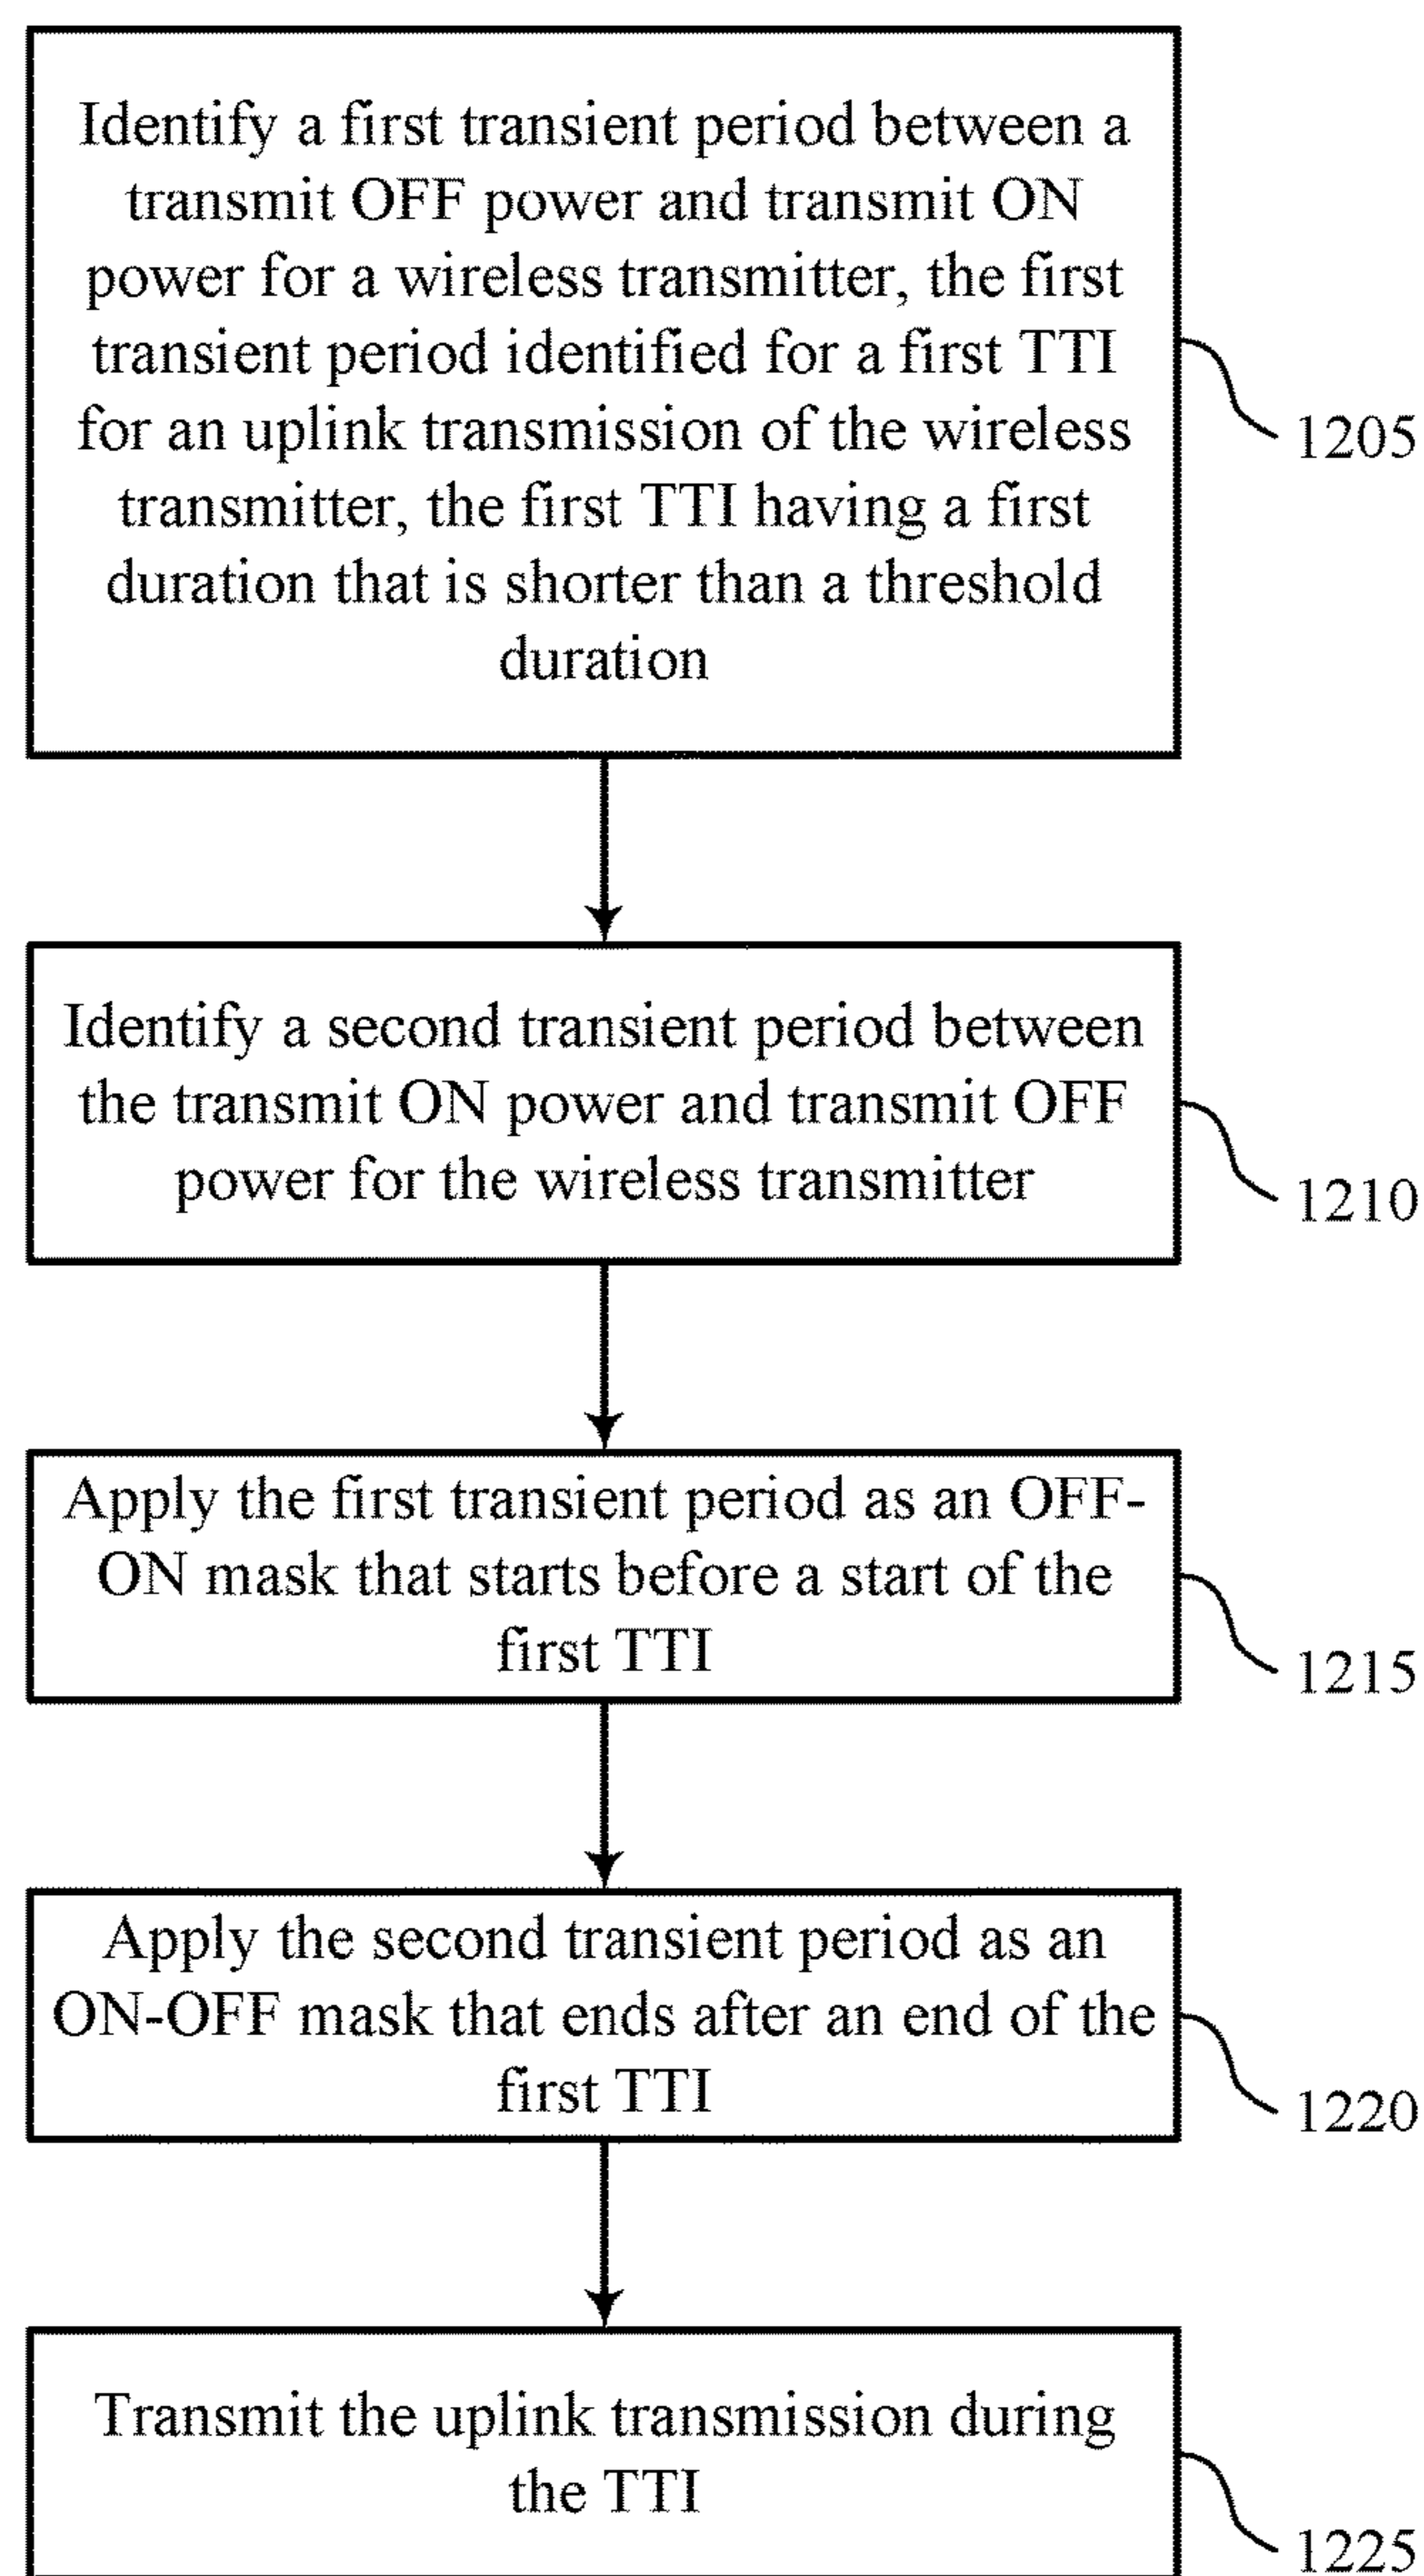 Identify a first transient period between a
transmit OFF power and transmit ON
power for a wireless transmitter, the first
transient period identified for a first TTI
for an uplink transmission of the wireless
transmitter, the first TTI having a first
duration that is shorter than a threshold
duration
1205
Identify a second transient period between
the transmit ON power and transmit OFF
power for the wireless transmitter
1210
Apply the first transient period as an OFF-
ON mask that starts before a start of the
first TTI
1215
Apply the second transient period as an
ON-OFF mask that ends after an end of the
first TTI
1220
Transmit the uplink transmission during
the TTI
1225